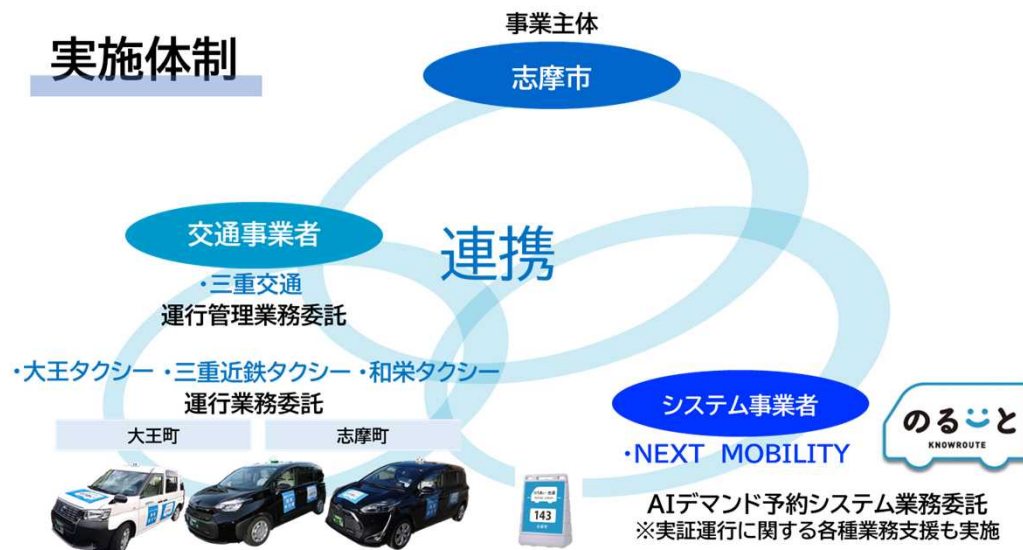 実施体制
事業主体
志摩市
交通事業者
・三重交通
運行管理業務委託
連携
・大王タクシー・三重近鉄タクシー・和栄タクシー
運行業務委託
大王町
志摩町
143
システム事業者
・NEXT MOBILITY
のるーと
KNOWROUTE
AIデマンド予約システム業務委託
※実証運行に関する各種業務支援も実施